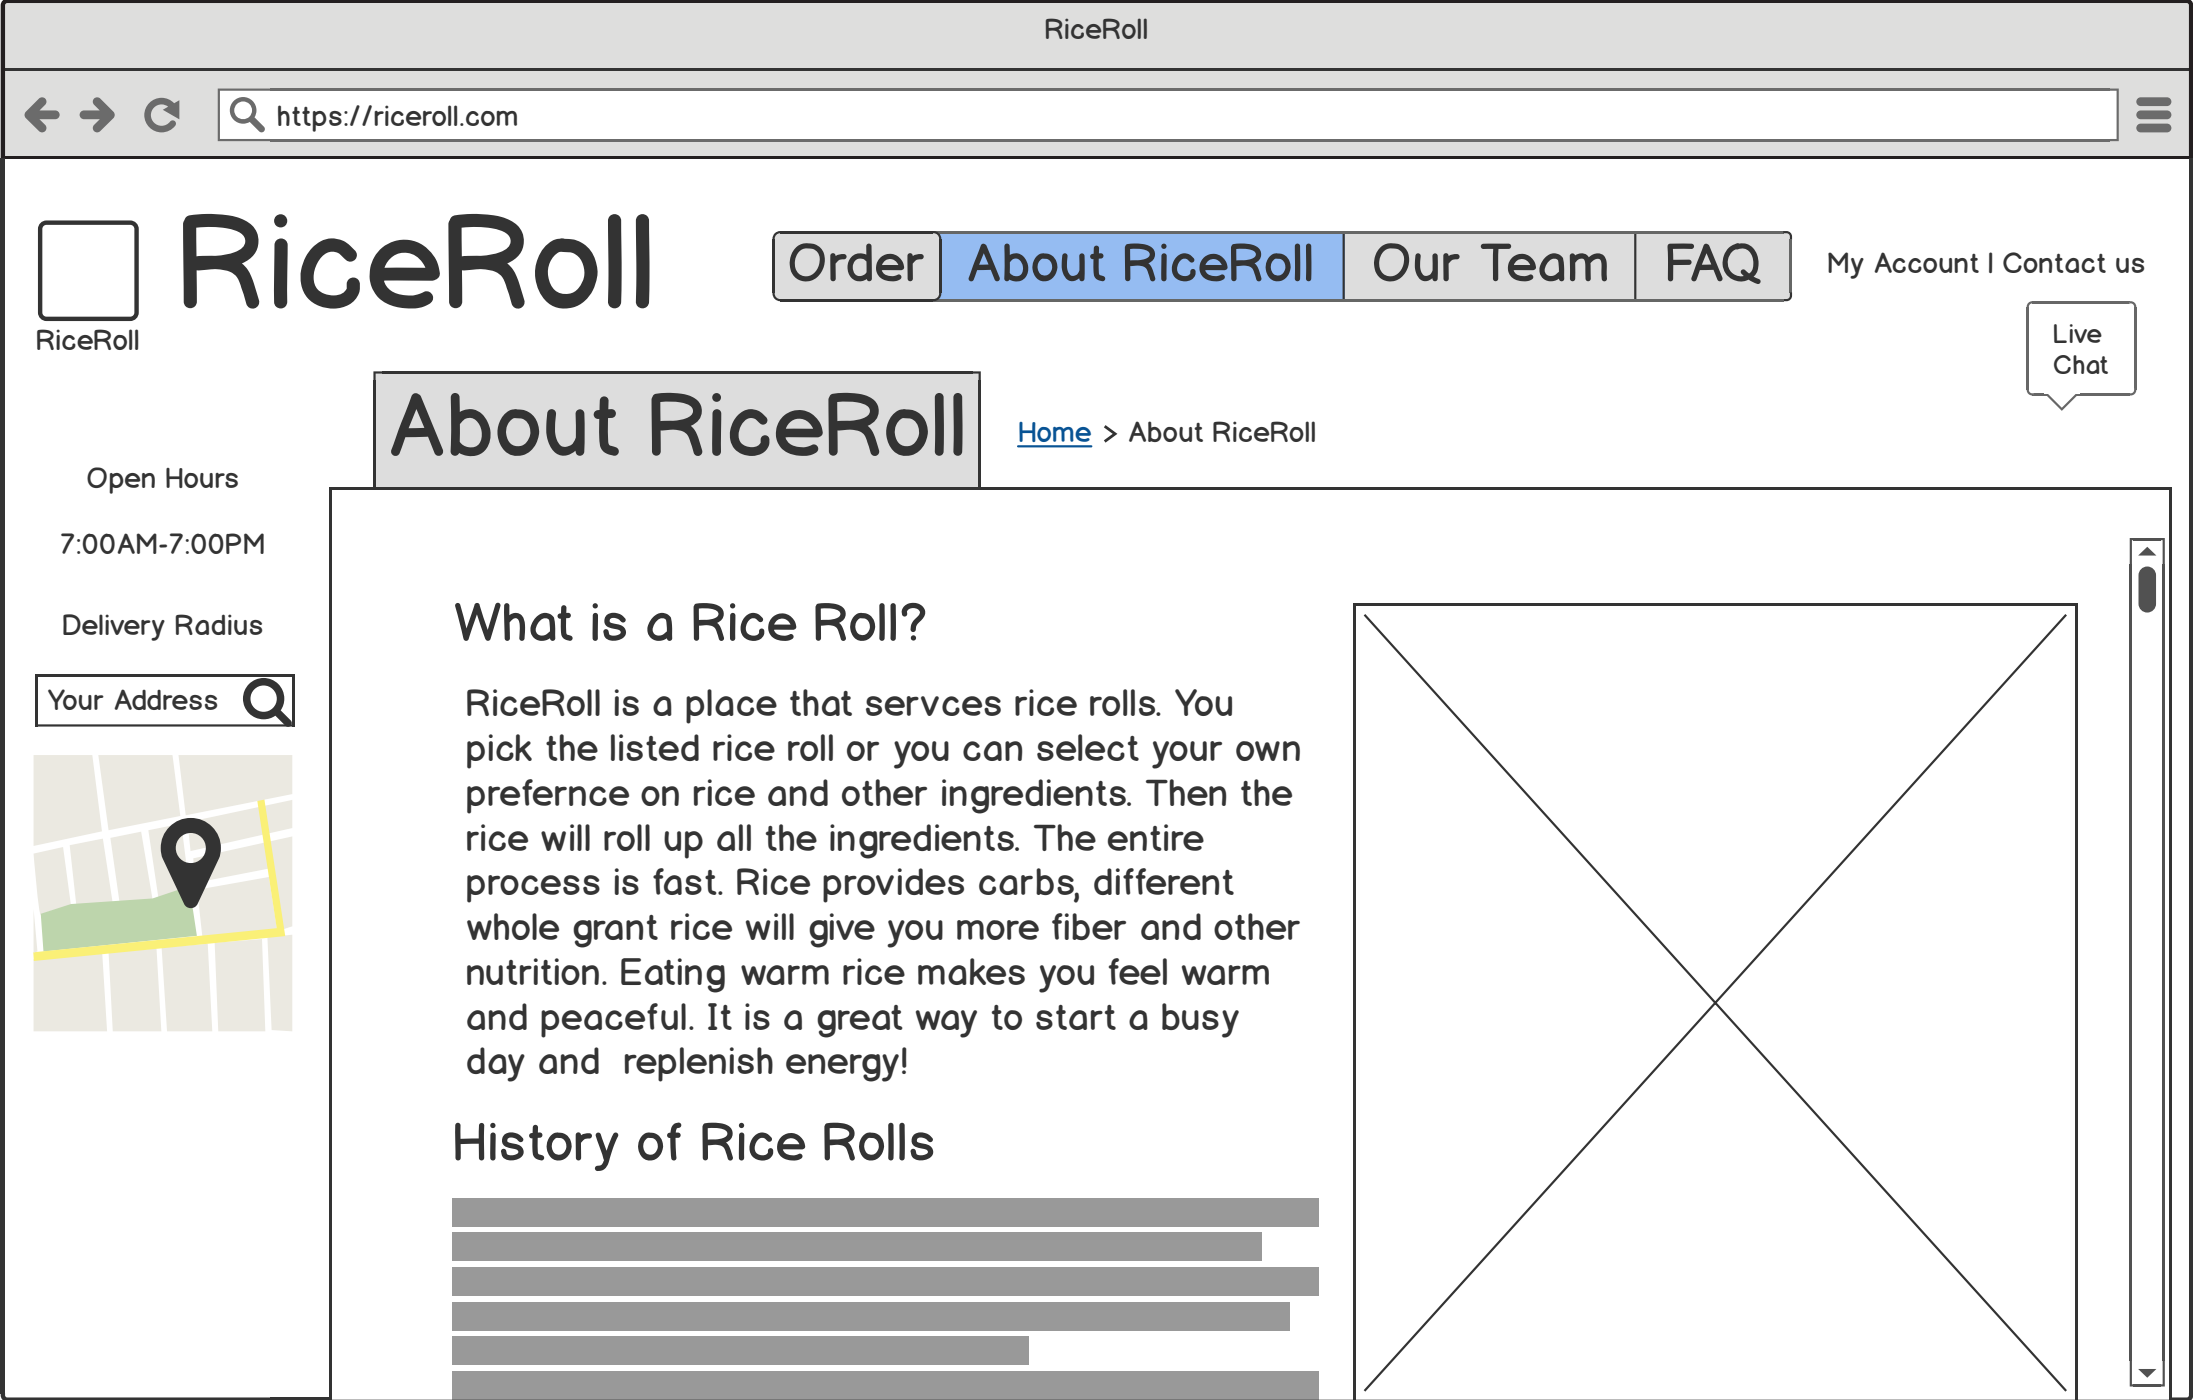 RiceRoll
https://riceroll.com
RiceRoll
RiceRoll
Order
About RiceRoll
Our Team
FAQ
My Account | Contact us
Live
Chat
About RiceRoll
Home > About RiceRoll
Open Hours
7:00AM-7:00PM
Delivery Radius
Your Address
What is a Rice Roll?
RiceRoll is a place that servces rice rolls. You
pick the listed rice roll or you can select your own
prefernce on rice and other ingredients. Then the
rice will roll up all the ingredients. The entire
process is fast. Rice provides carbs, different
whole grant rice will give you more fiber and other
nutrition. Eating warm rice makes you feel warm
and peaceful. It is a great way to start a busy
day and  replenish energy!
History of Rice Rolls